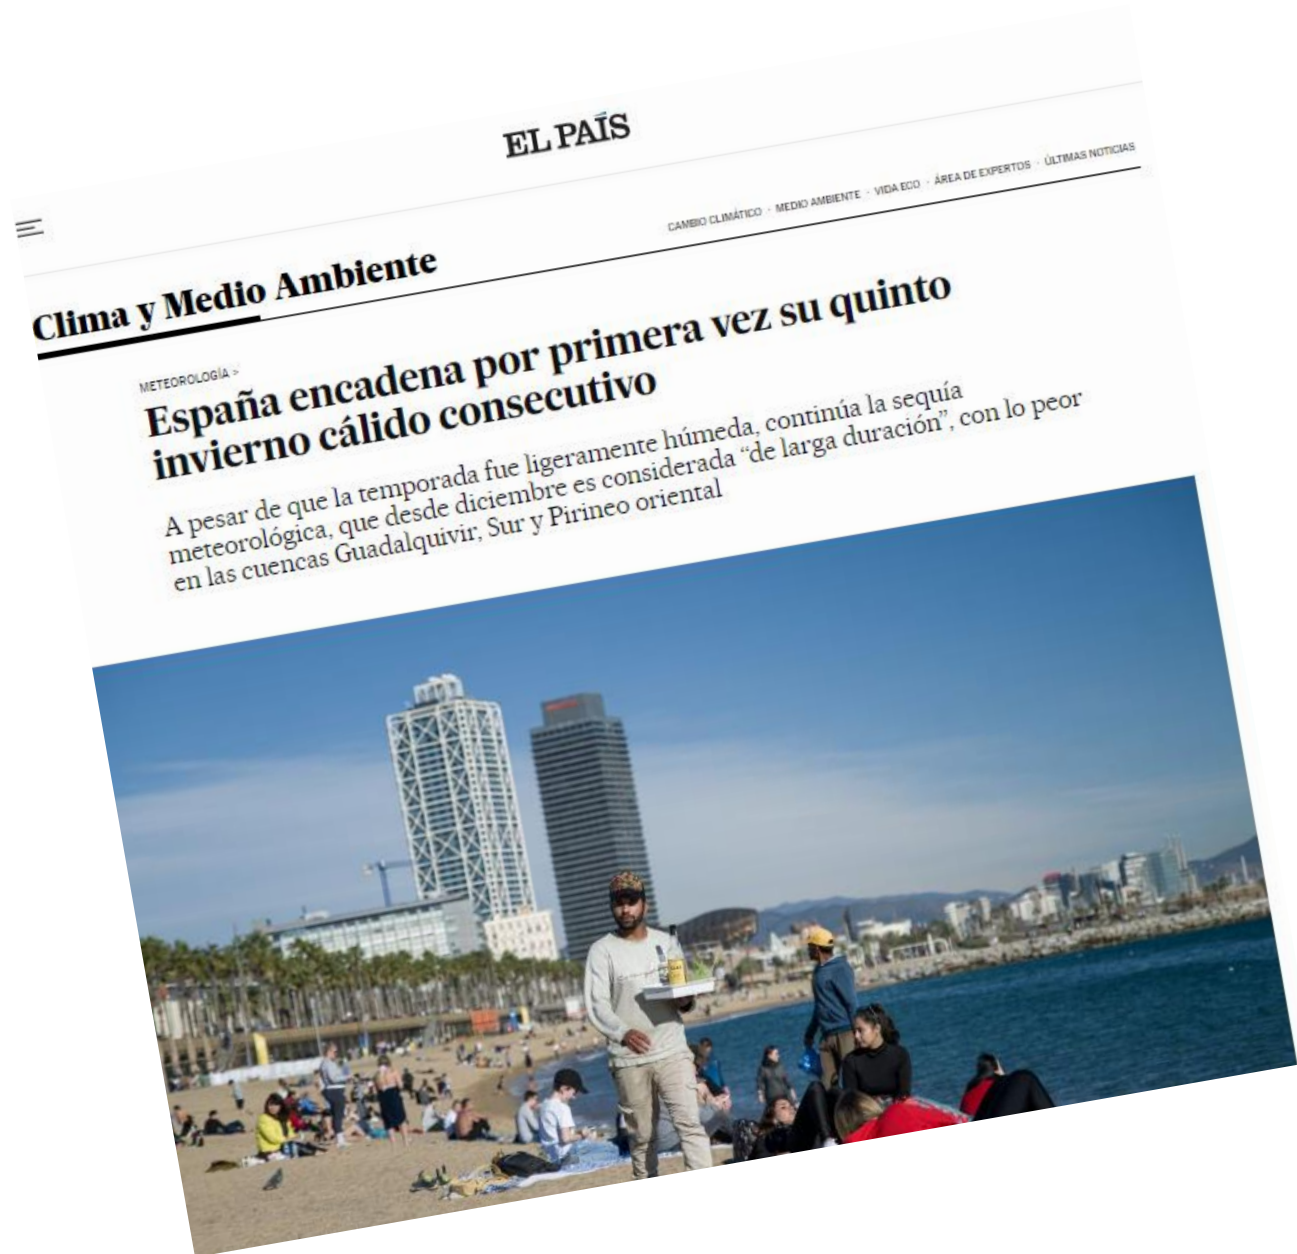 EL PAÍS
CAMBIO CLIMÁTICO · MEDIO AMBIENTE · VIDA ECO · ÁREA DE EXPERTOS · ÚLTIMAS NOTICIAS
Clima y Medio Ambiente
METEOROLOGÍA >
España encadena por primera vez su quinto
invierno cálido consecutivo
A pesar de que la temporada fue ligeramente húmeda, continúa la sequía
meteorológica, que desde diciembre es considerada “de larga duración”, con lo peor
en las cuencas Guadalquivir, Sur y Pirineo oriental